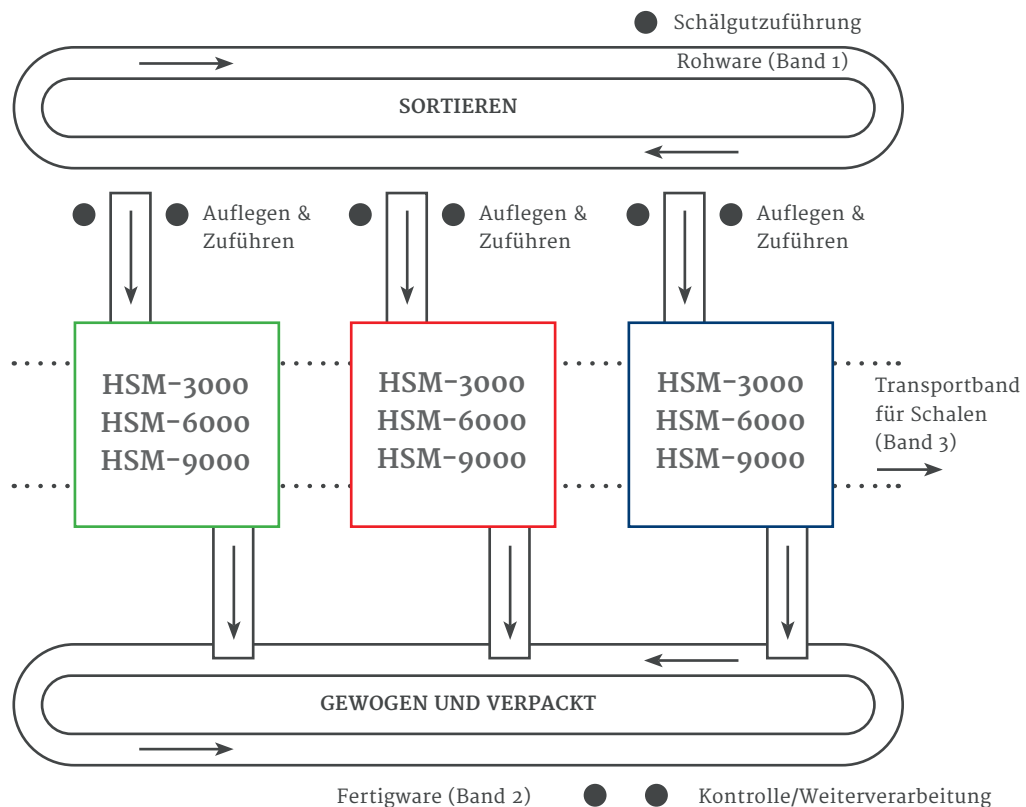 Schälgutzuführung
Rohware (Band 1)
SORTIEREN
Auflegen &
Zuführen
Auflegen &
Zuführen
Auflegen &
Zuführen
HSM-3000
HSM-6000
HSM-9000
HSM-3000
HSM-6000
HSM-9000
HSM-3000
HSM-6000
HSM-9000
Transportband
für Schalen
(Band 3)
GEWOGEN UND VERPACKT
Fertigware (Band 2)
Kontrolle/Weiterverarbeitung